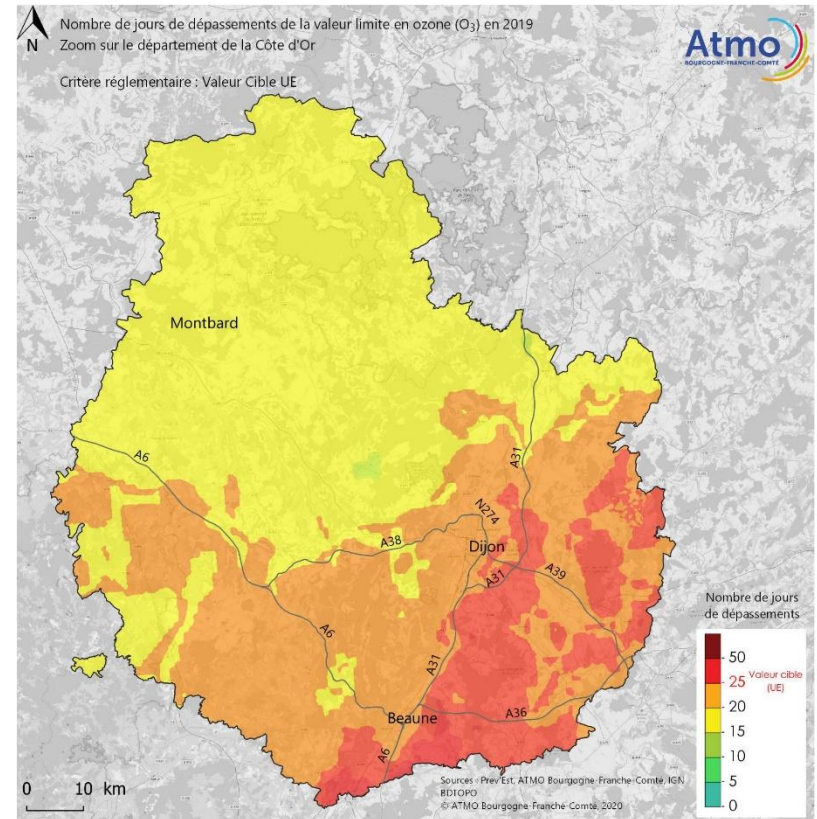 Nombre de jours de dépassements de la valeur limite en ozone (O₃) en 2019
Zoom sur le département de la Côte d'Or
N
Critère réglementaire : Valeur Cible UE
Atmo
BOURGOGNE-FRANCHE-COMTÉ
Montbard
A6
A31
N274
A38
Dijon
A31
A39
A6
A31
Beaune
A36
A6
Nombre de jours
de dépassements
50
25 Valeur cible
(UE)
20
15
10
5
0
0 10 km
Sources : Prev'Est, ATMO Bourgogne-Franche-Comté, IGN
BDTOPO
© ATMO Bourgogne-Franche-Comté, 2020